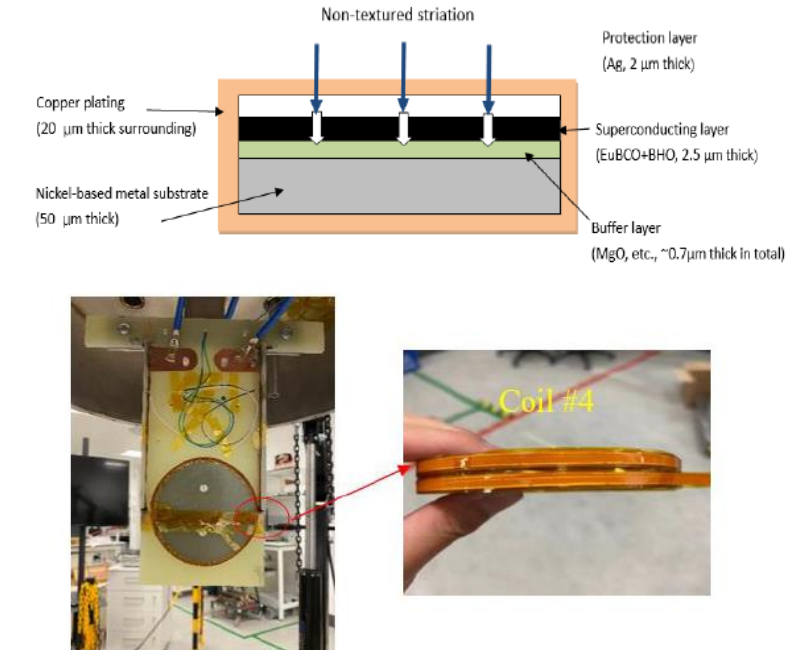 Non-textured striation
Protection layer
(Ag, 2 μm thick)
Copper plating
(20 μm thick surrounding)
Superconducting layer
(EuBCO+BHO, 2.5 μm thick)
Nickel-based metal substrate
(50 μm thick)
Buffer layer
(MgO, etc., ~0.7μm thick in total)
Coil #4